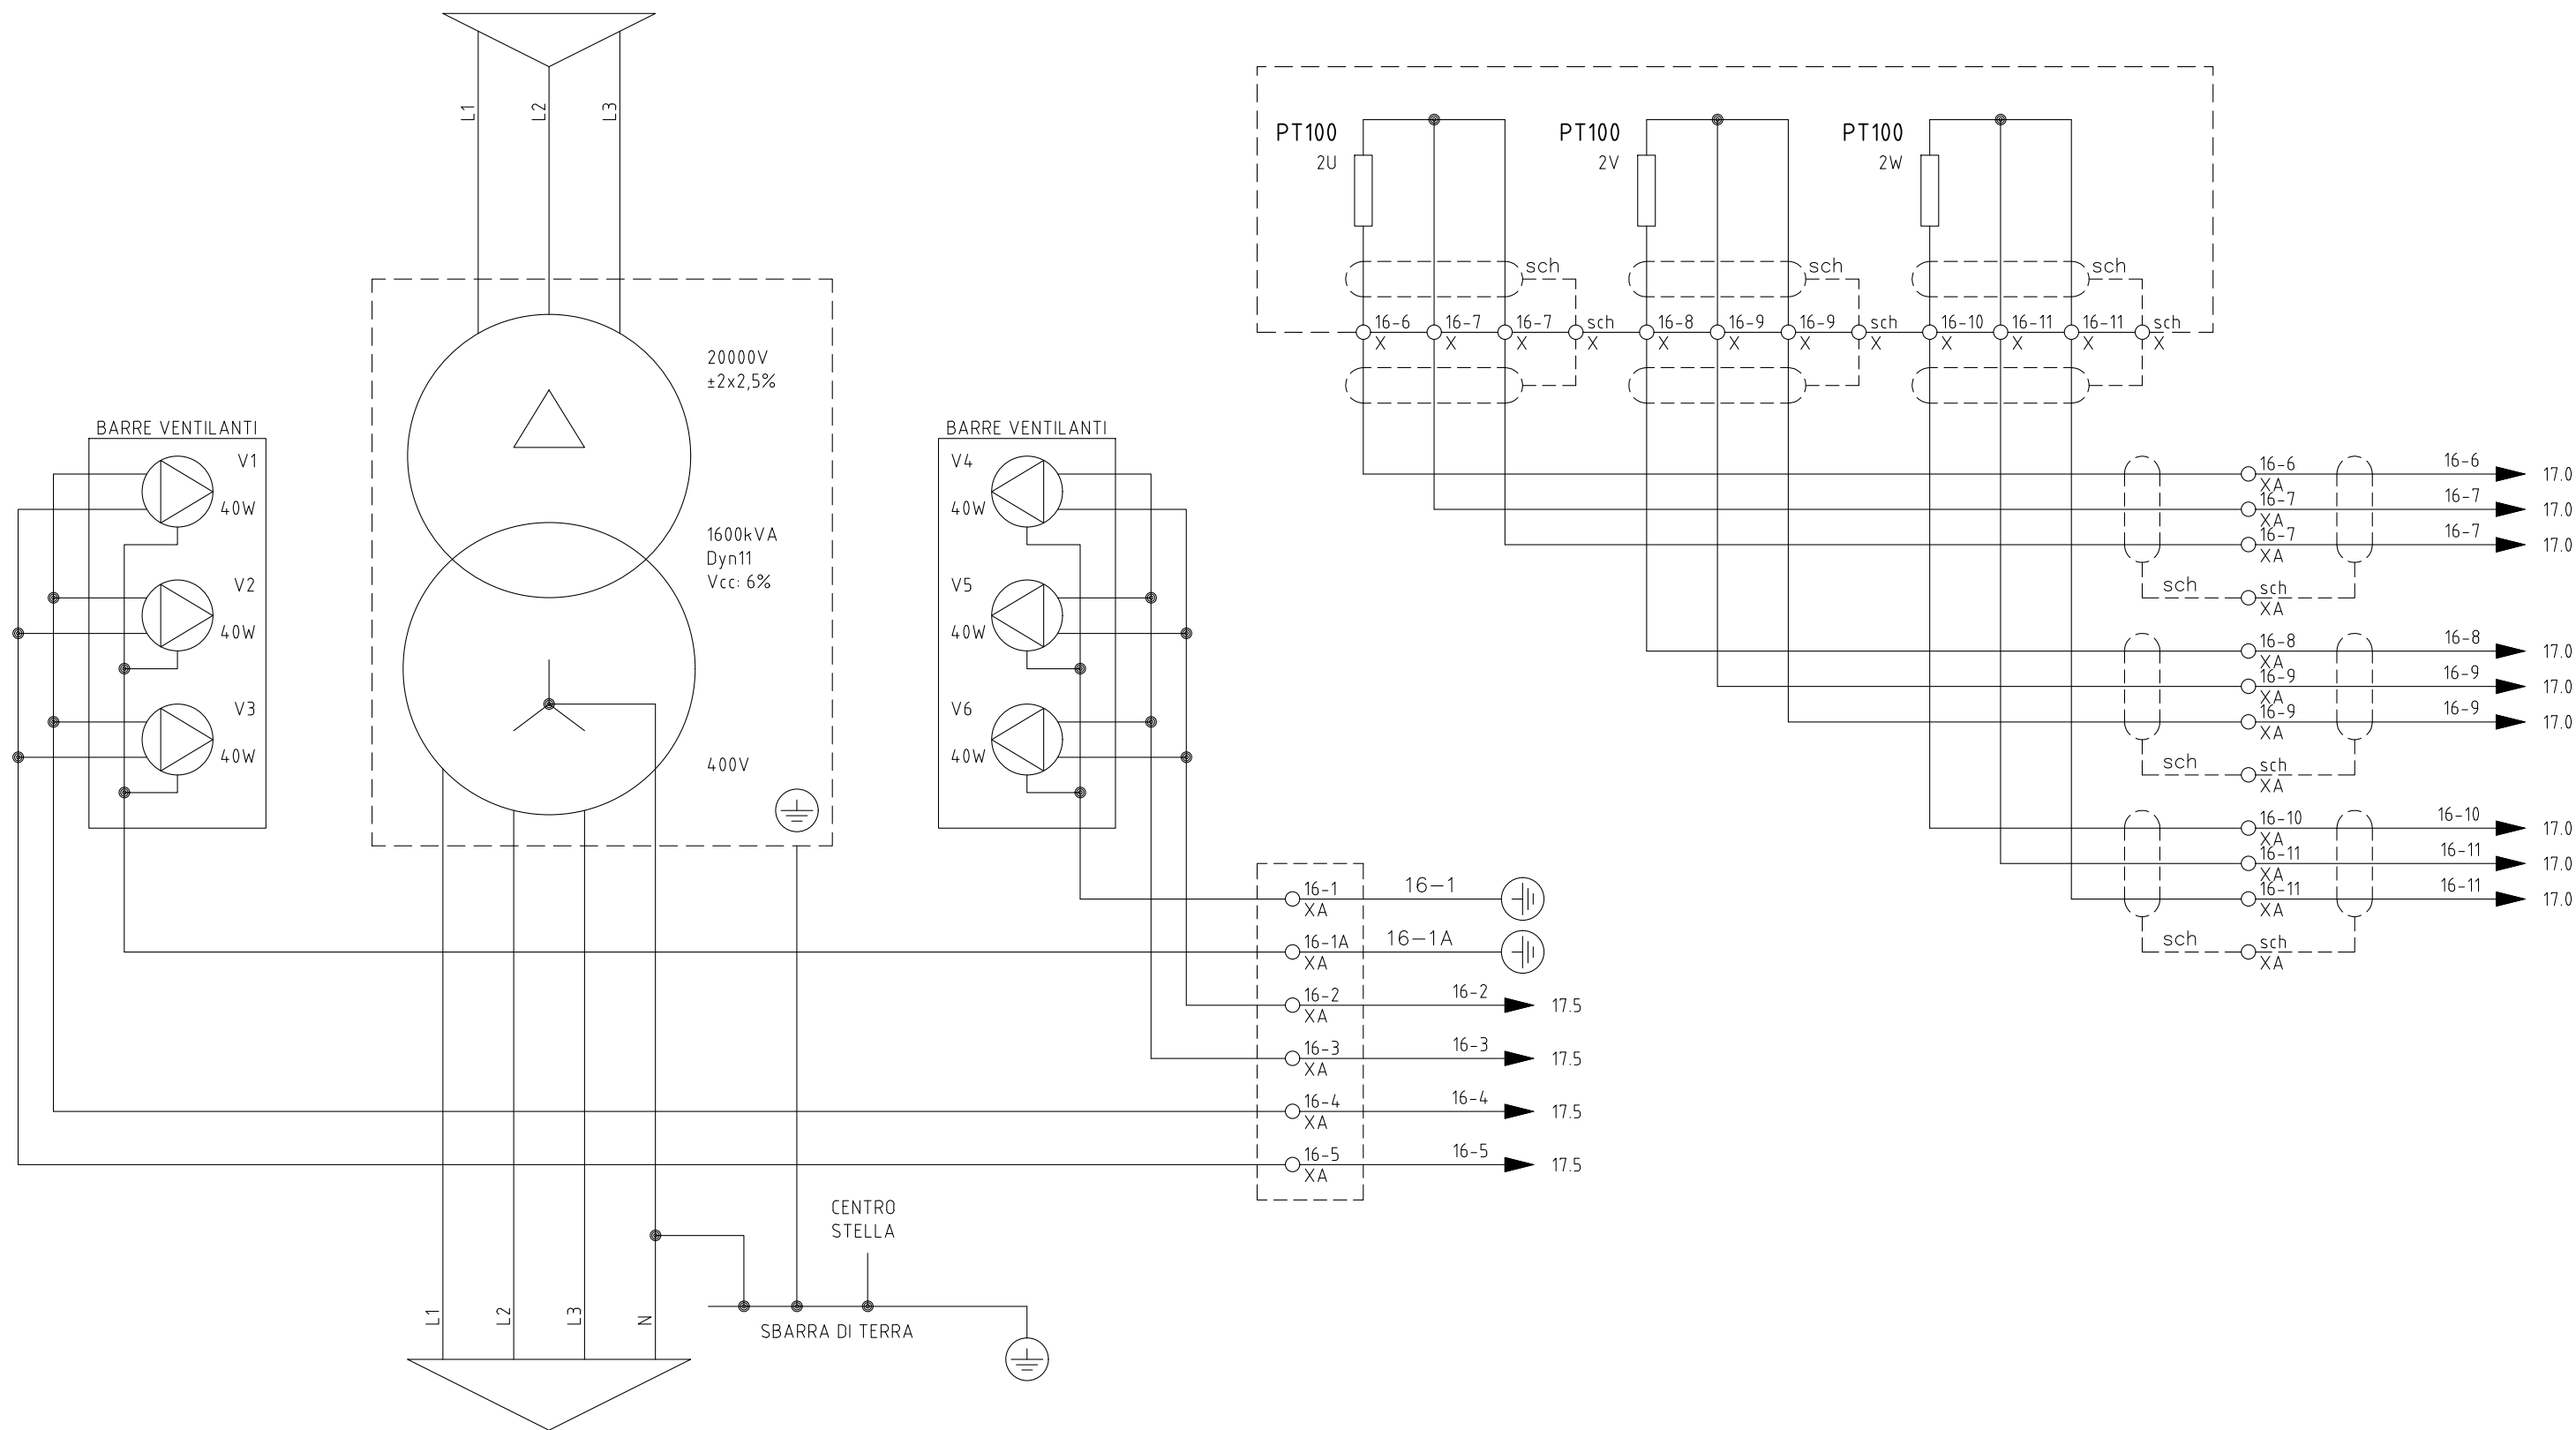 L1
L2
L3
20000V
±2x2,5%
1600kVA
Dyn11
Vcc: 6%
400V
BARRE VENTILANTI
V1
40W
V2
40W
V3
40W
BARRE VENTILANTI
V4
40W
V5
40W
V6
40W
PT100
2U
PT100
2V
PT100
2W
sch
sch
sch
16-6
X
16-7
X
16-7
X
sch
X
16-8
X
16-9
X
16-9
X
sch
X
16-10
X
16-11
X
16-11
X
sch
X
16-6
XA
16-6
17.0
16-7
XA
16-7
17.0
16-7
XA
16-7
17.0
sch
sch
XA
16-8
XA
16-8
17.0
16-9
XA
16-9
17.0
16-9
XA
16-9
17.0
sch
sch
XA
16-10
XA
16-10
17.0
16-11
XA
16-11
17.0
16-11
XA
16-11
17.0
sch
sch
XA
16-1
XA
16-1
16-1A
XA
16-1A
16-2
XA
16-2
17.5
16-3
XA
16-3
17.5
16-4
XA
16-4
17.5
16-5
XA
16-5
17.5
CENTRO
STELLA
SBARRA DI TERRA
L1
L2
L3
N